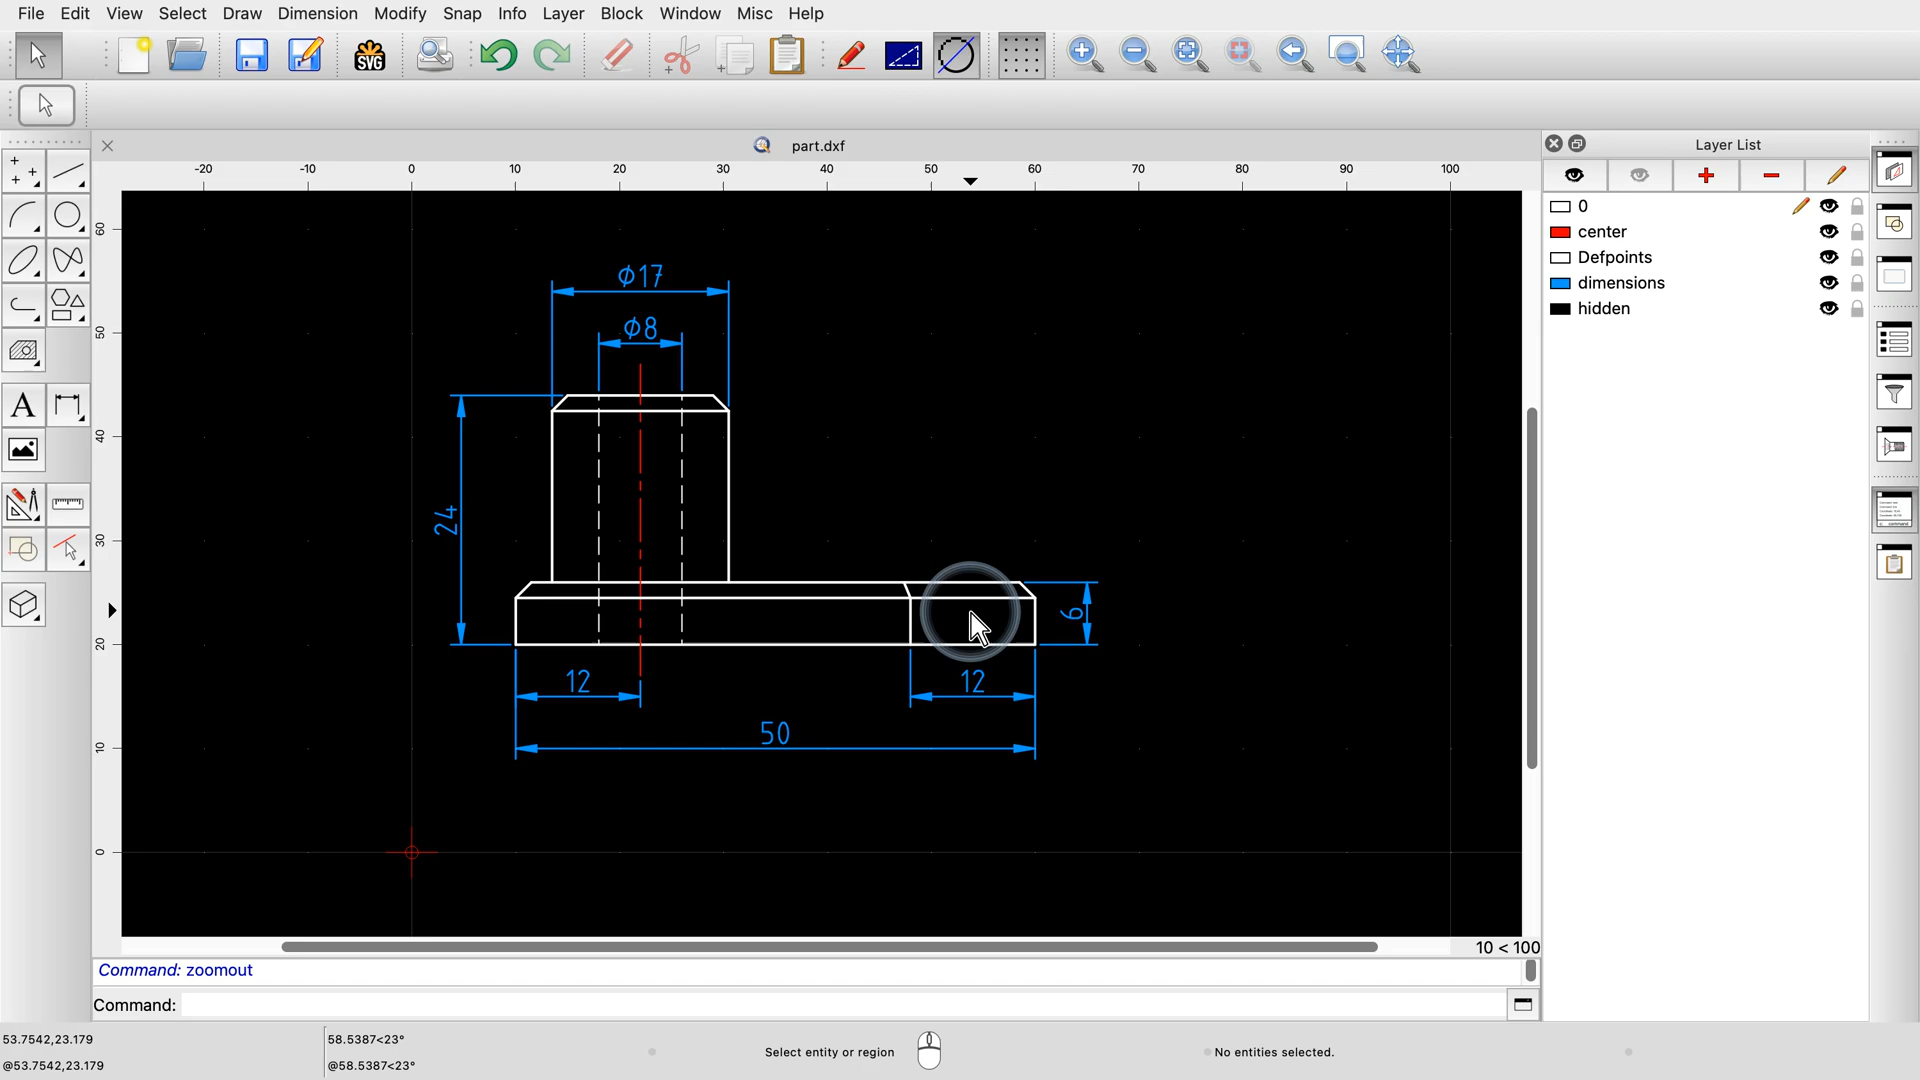 File Edit View Select Draw Dimension Modify Snap Info Layer Block Window Misc Help
SVG
part.dxf
Layer List
-20 -10 0 10 20 30 40 50 60 70 80 90 100
0
center
Defpoints
dimensions
hidden
60
50
40
30
20
10
0
Φ17
Φ8
24
6
12
12
50
A
10 < 100
Command: zoomout
Command:
53.7542,23.179
@53.7542,23.179
58.5387<23°
@58.5387<23°
Select entity or region
No entities selected.